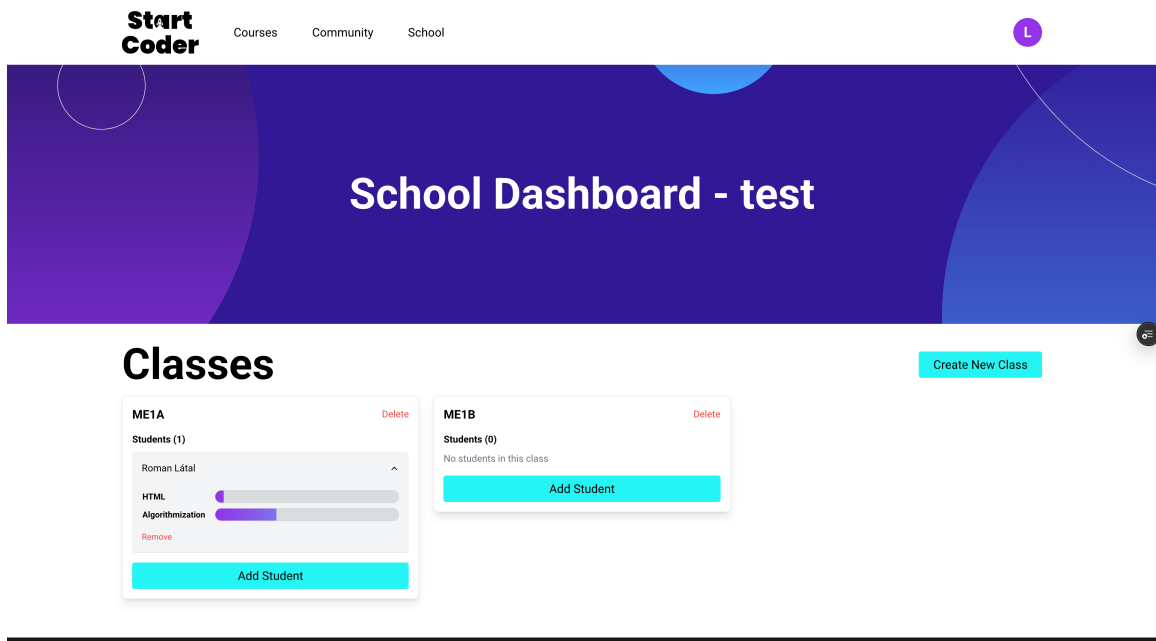 Start
Coder
Courses
Community
School
L
School Dashboard - test
Classes
Create New Class
ME1A
Delete
Students (1)
Roman Látal
HTML
Algorithmization
Remove
Add Student
ME1B
Delete
Students (0)
No students in this class
Add Student